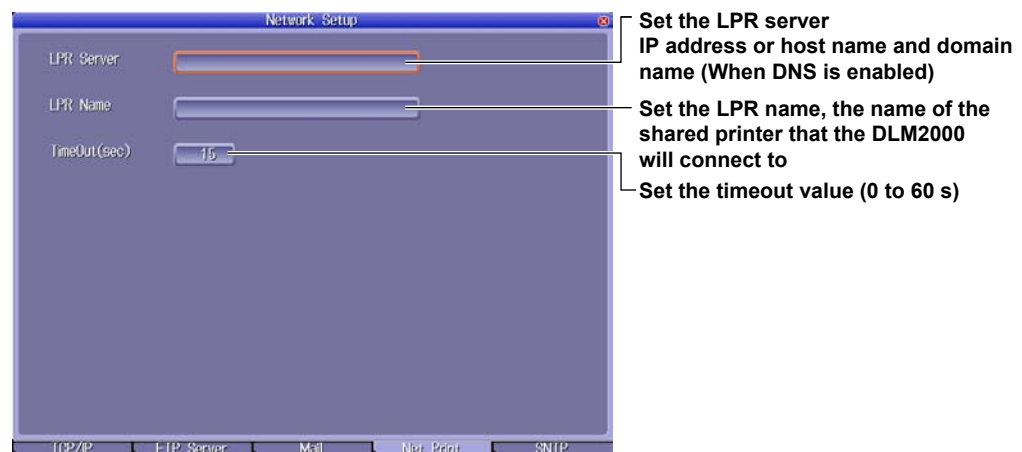 Network Setup
LPR Server
LPR Name
TimeOut(sec)
15
Set the LPR server
IP address or host name and domain
name (When DNS is enabled)
Set the LPR name, the name of the
shared printer that the DLM2000
will connect to
Set the timeout value (0 to 60 s)
TCP/IP
FTP Server
Mail
Net Print
SNTP